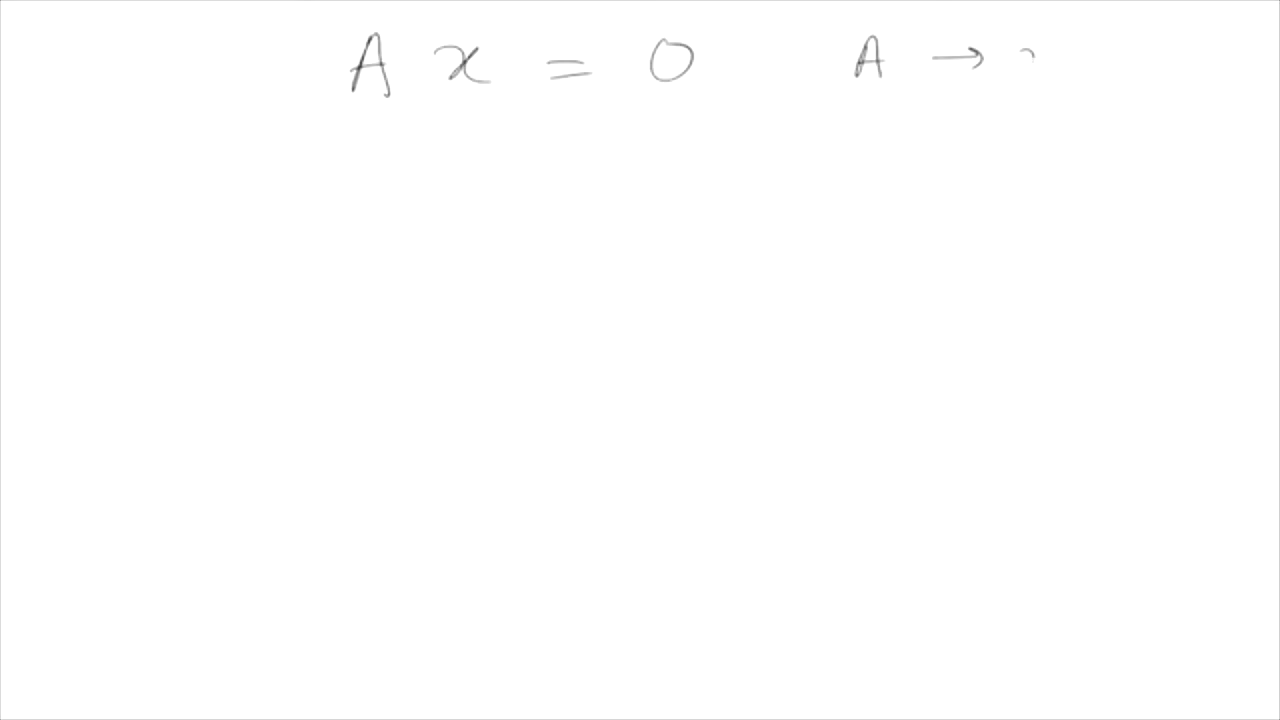 A x = 0 A →